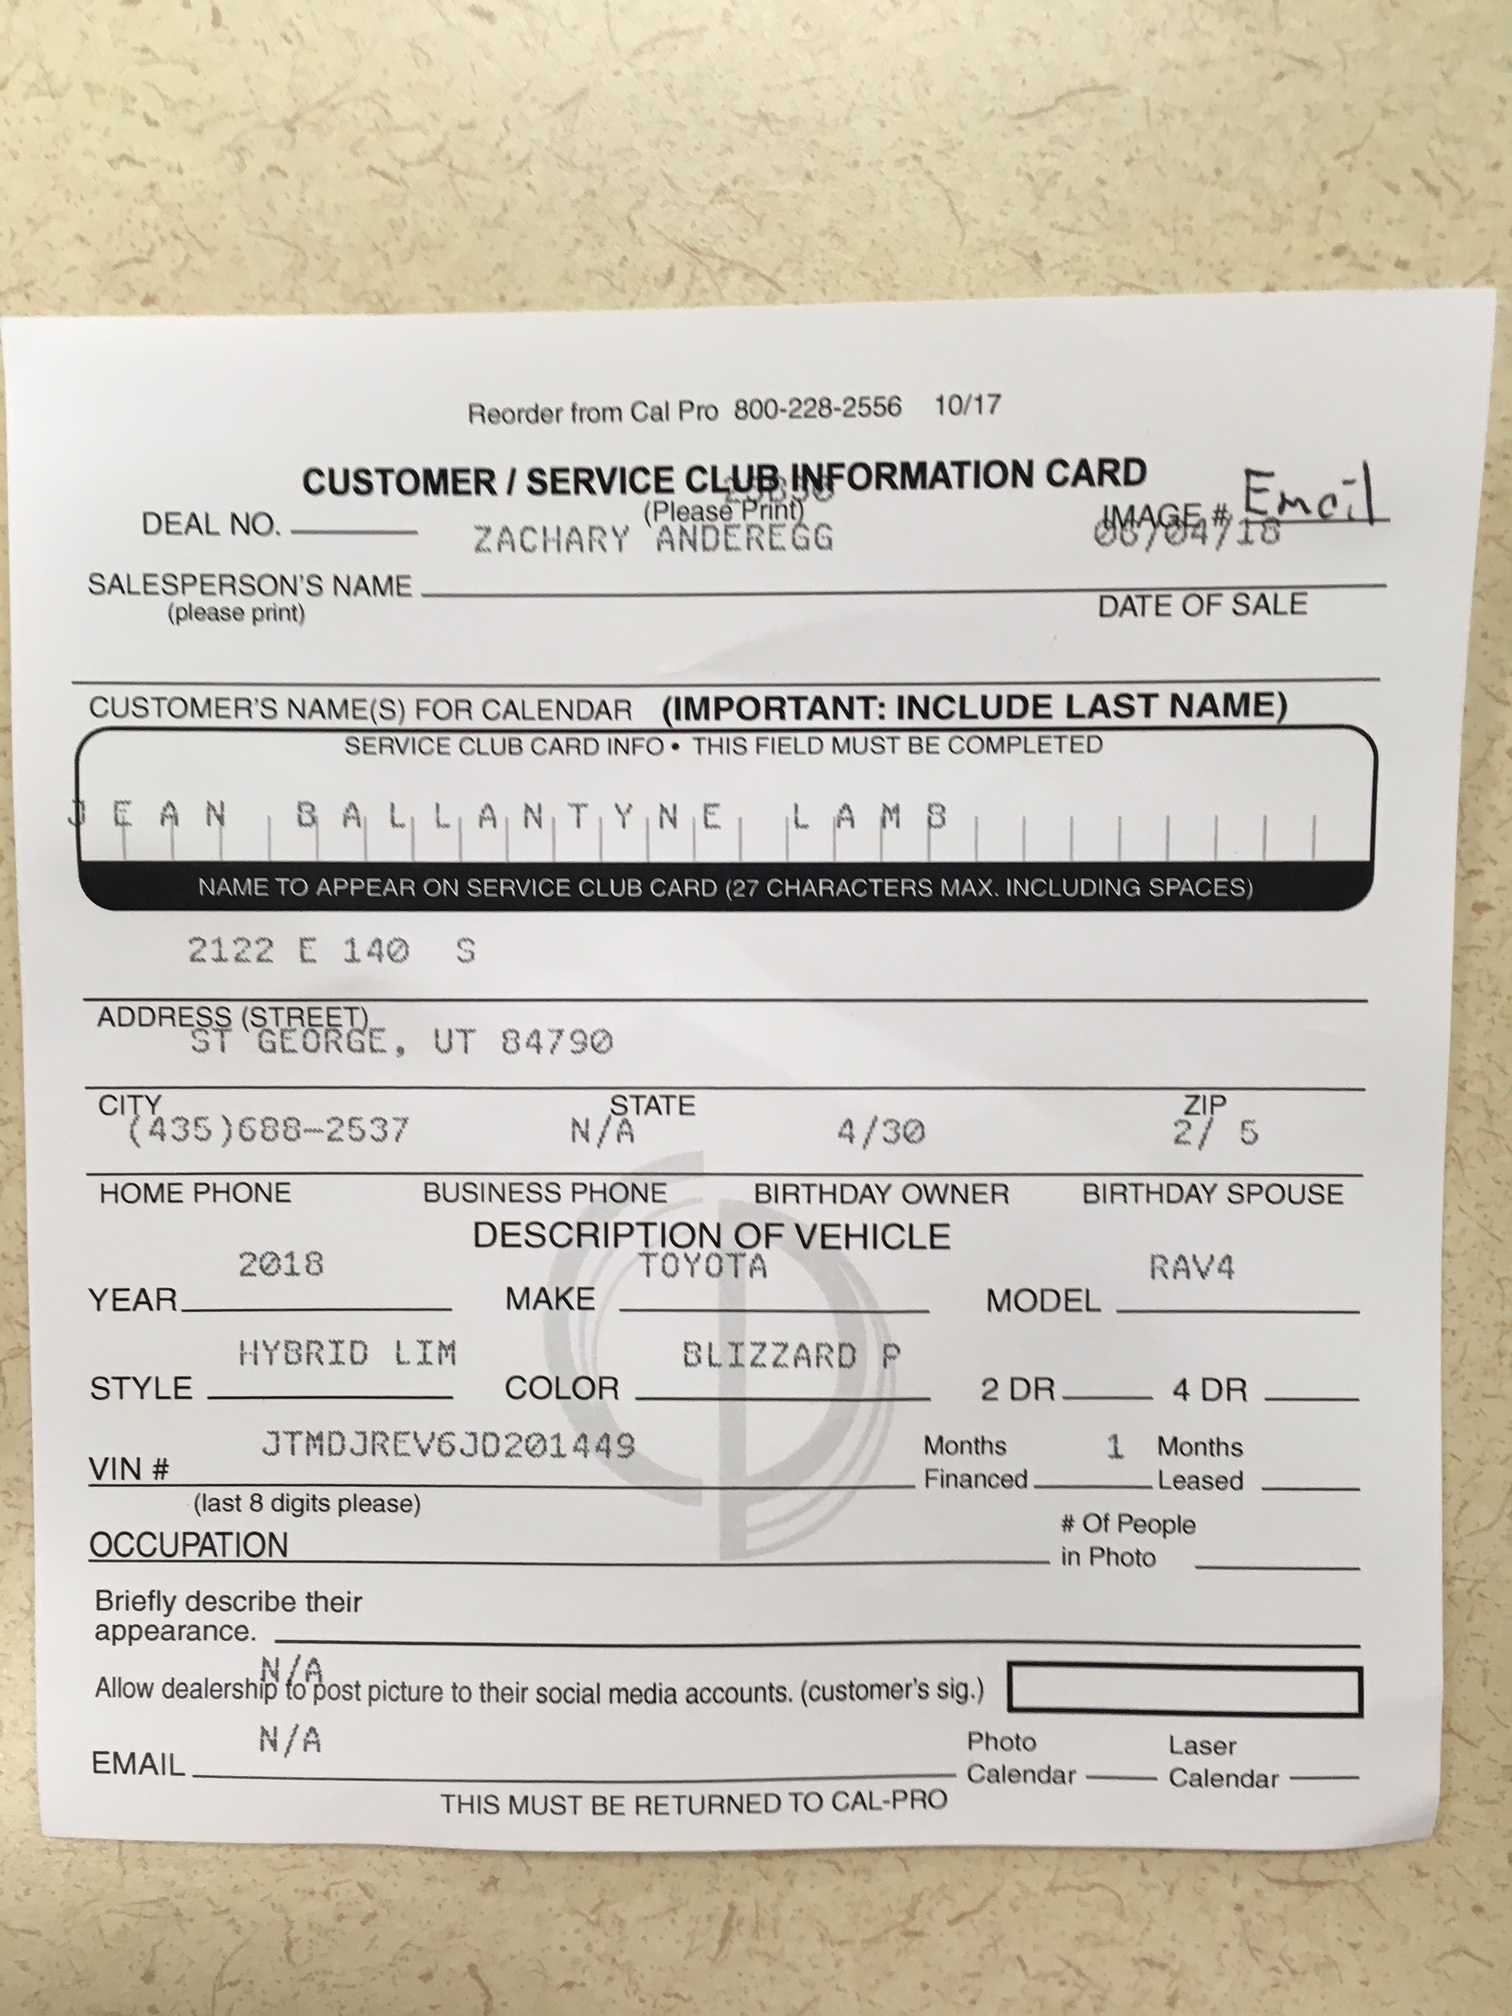 Reorder from Cal Pro 800-228-2556 10/17
CUSTOMER / SERVICE CLUB INFORMATION CARD
(Please Print)
DEAL NO. IMAGE # Email
ZACHARY ANDEREGG 06/04/18
SALESPERSON'S NAME
(please print) DATE OF SALE
CUSTOMER'S NAME(S) FOR CALENDAR (IMPORTANT: INCLUDE LAST NAME)
SERVICE CLUB CARD INFO • THIS FIELD MUST BE COMPLETED
JEAN BALLANTYNE LAMB
NAME TO APPEAR ON SERVICE CLUB CARD (27 CHARACTERS MAX. INCLUDING SPACES)
2122 E 140 S
ADDRESS (STREET)
ST GEORGE, UT 84790
CITY STATE ZIP
(435)688-2537 N/A 4/30 2/ 5
HOME PHONE BUSINESS PHONE BIRTHDAY OWNER BIRTHDAY SPOUSE
DESCRIPTION OF VEHICLE
2018 TOYOTA RAV4
YEAR MAKE MODEL
HYBRID LIM BLIZZARD P
STYLE COLOR 2 DR 4 DR
JTMDJREV6JD201449 Months 1 Months
VIN # Financed Leased
(last 8 digits please)
OCCUPATION # Of People
in Photo
Briefly describe their
appearance.
N/A
Allow dealership to post picture to their social media accounts. (customer's sig.)
N/A Photo Laser
EMAIL Calendar Calendar
THIS MUST BE RETURNED TO CAL-PRO